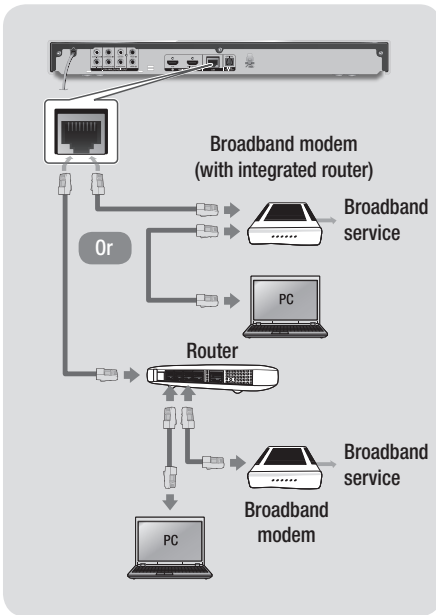 Broadband modem
(with integrated router)
Broadband
service
Or
PC
Router
Broadband
service
Broadband
modem
PC